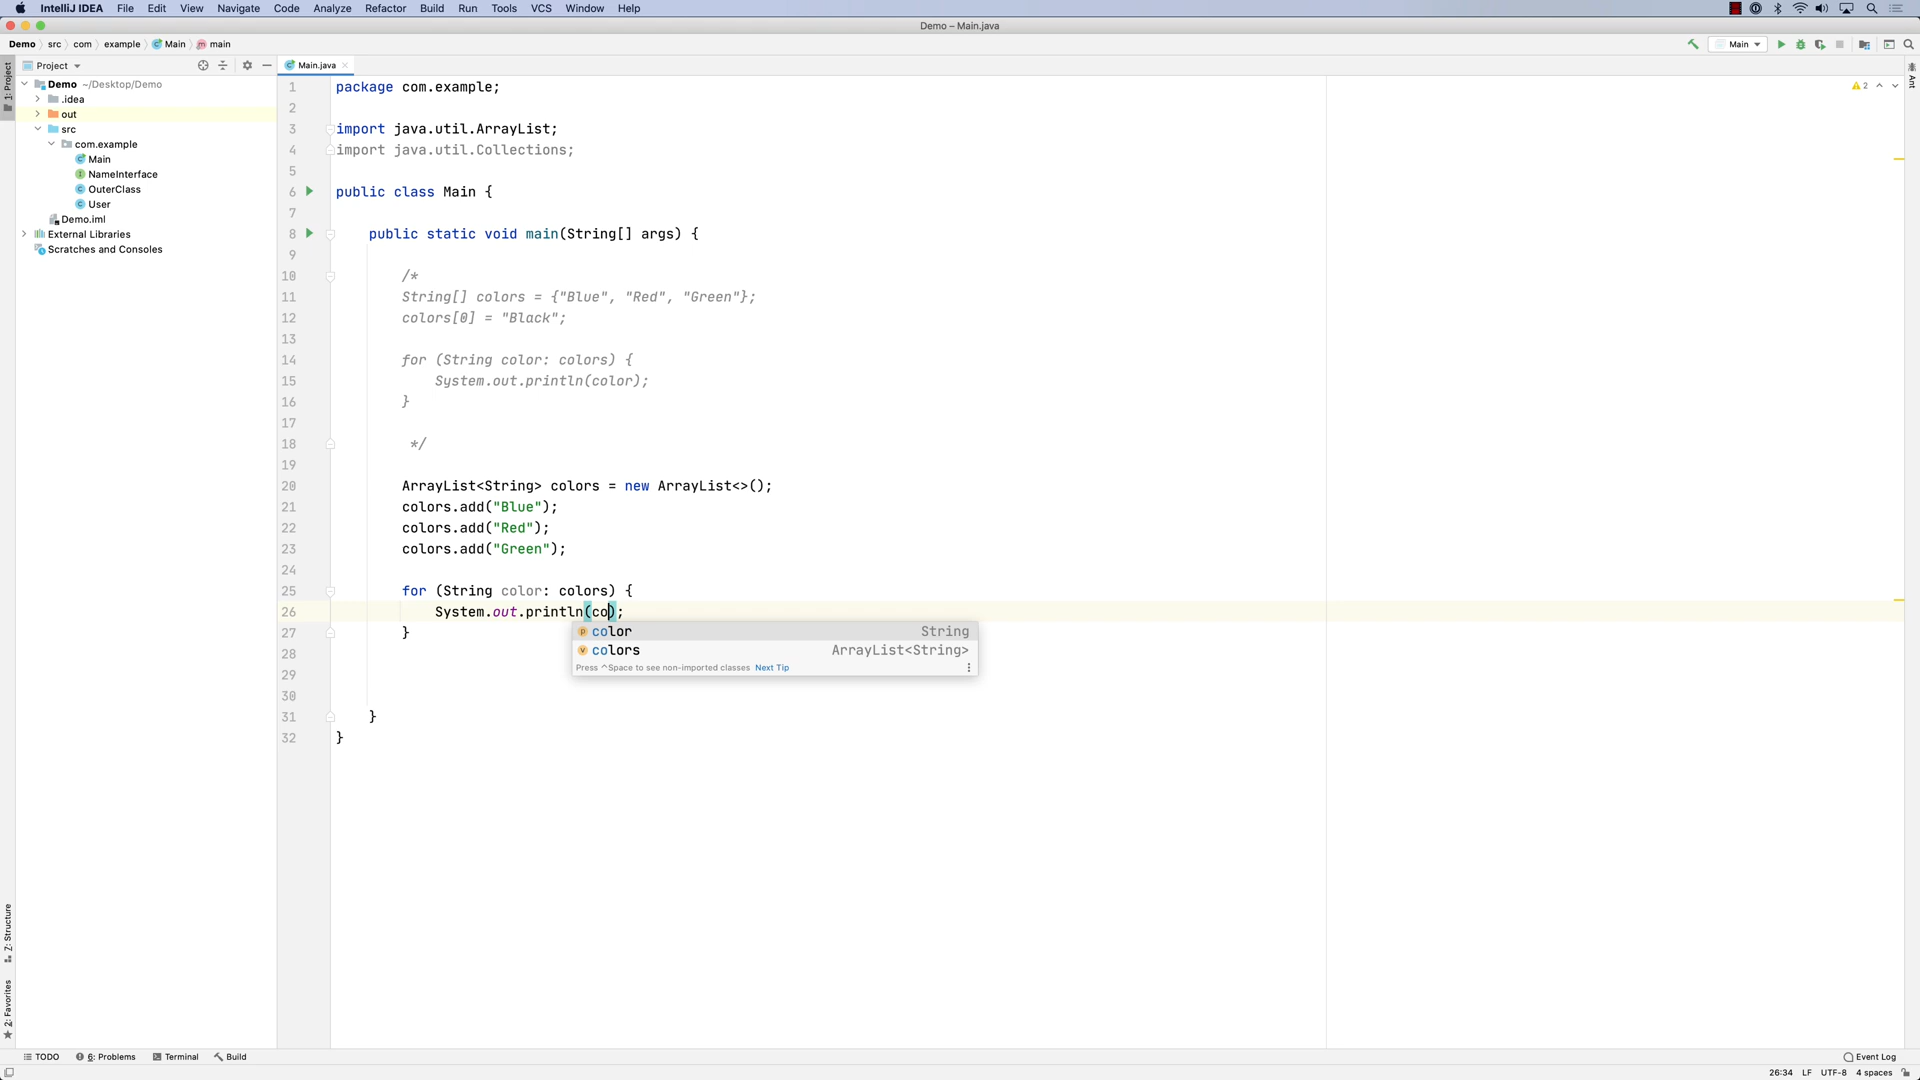 IntelliJ IDEA File Edit View Navigate Code Analyze Refactor Build Run Tools VCS Window Help
Demo – Main.java
Demo src com example Main main
Main
1: Project
Project
Main.java
Ant
Demo ~/Desktop/Demo
.idea
out
src
com.example
Main
NameInterface
OuterClass
User
Demo.iml
External Libraries
Scratches and Consoles
2
1 package com.example;
2
3 import java.util.ArrayList;
4 import java.util.Collections;
5
6 public class Main {
7
8 public static void main(String[] args) {
9
10 /*
11 String[] colors = {"Blue", "Red", "Green"};
12 colors[0] = "Black";
13
14 for (String color: colors) {
15 System.out.println(color);
16 }
17
18 */
19
20 ArrayList<String> colors = new ArrayList<>();
21 colors.add("Blue");
22 colors.add("Red");
23 colors.add("Green");
24
25 for (String color: colors) {
26 System.out.println(co);
27 }
color String
28
colors ArrayList<String>
Press ^Space to see non-imported classes Next Tip
29
30
31 }
32 }
Z: Structure
2: Favorites
TODO 6: Problems Terminal Build Event Log
26:34 LF UTF-8 4 spaces